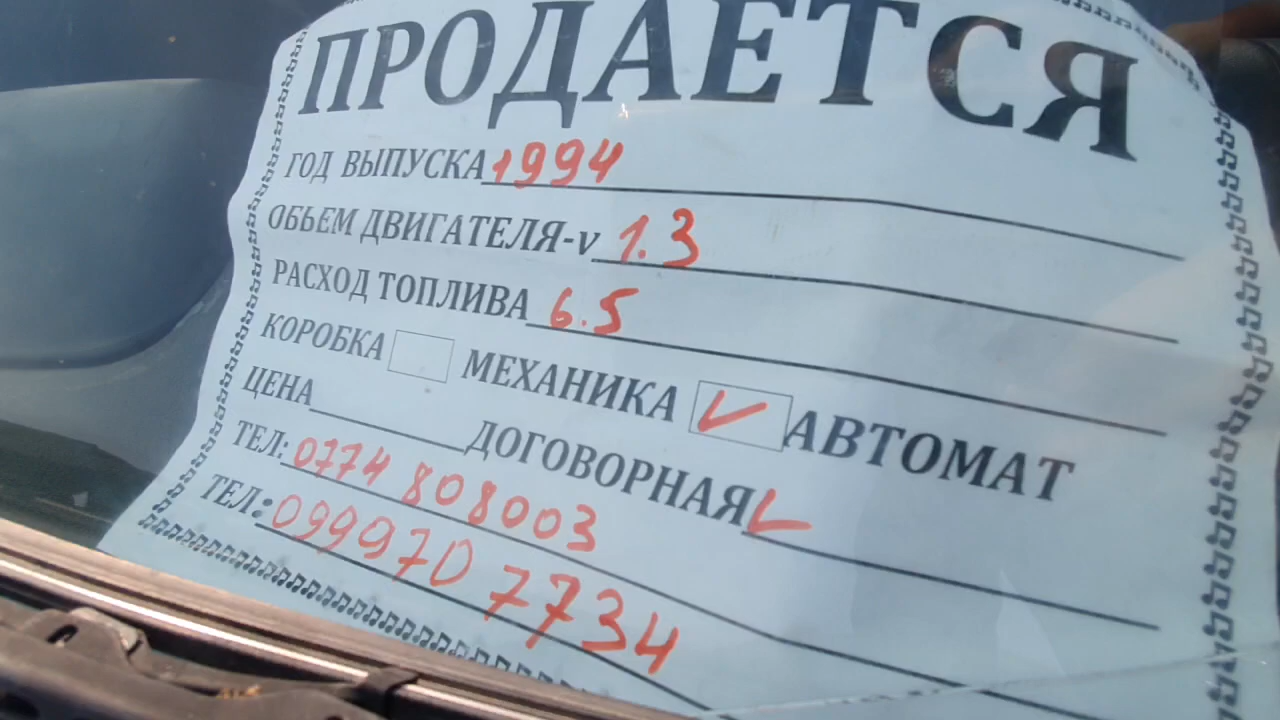 ПРОДАЕТСЯ
ГОД ВЫПУСКА 1994
ОБЬЕМ ДВИГАТЕЛЯ-v 1.3
РАСХОД ТОПЛИВА 6.5
КОРОБКА МЕХАНИКА ✓ АВТОМАТ
ЦЕНА ДОГОВОРНАЯ ✓
ТЕЛ: 0774 808003
ТЕЛ: 099970 7734